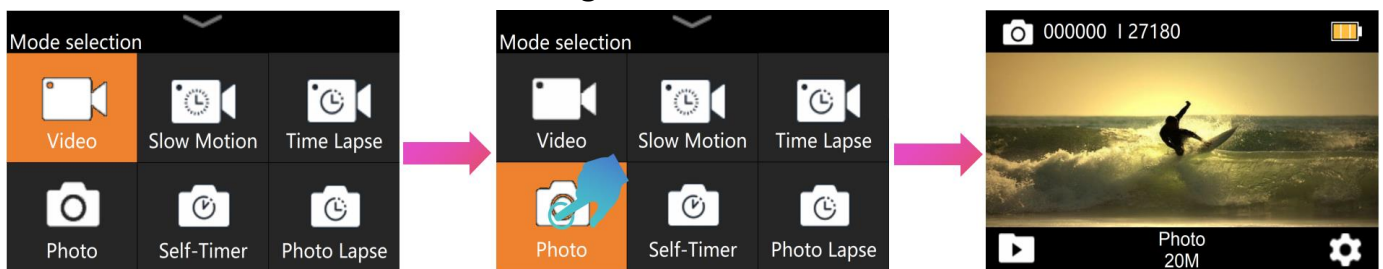 Mode selection
Video Slow Motion Time Lapse
Photo Self-Timer Photo Lapse
Mode selection
Video Slow Motion Time Lapse
Photo Self-Timer Photo Lapse
000000 I 27180
Photo
20M